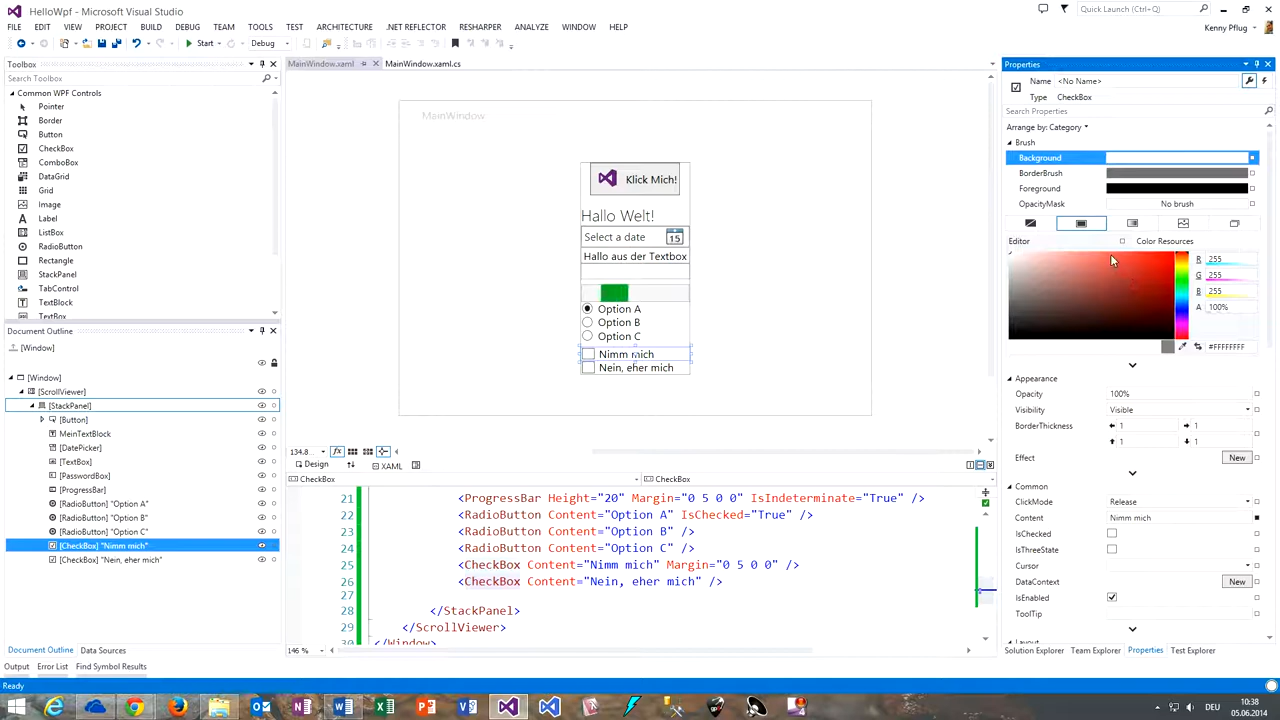 HelloWpf - Microsoft Visual Studio
Quick Launch (Ctrl+Q)
FILE EDIT VIEW PROJECT BUILD DEBUG TEAM TOOLS TEST ARCHITECTURE .NET REFLECTOR RESHARPER ANALYZE WINDOW HELP
Kenny Pflug
Start
Debug
Toolbox
Search Toolbox
Common WPF Controls
Pointer
Border
Button
CheckBox
ComboBox
DataGrid
Grid
Image
Label
ListBox
RadioButton
Rectangle
StackPanel
TabControl
TextBlock
TextBox
Document Outline
[Window]
[Window]
[ScrollViewer]
[StackPanel]
[Button]
MeinTextBlock
[DatePicker]
[TextBox]
[PasswordBox]
[ProgressBar]
[RadioButton] "Option A"
[RadioButton] "Option B"
[RadioButton] "Option C"
[CheckBox] "Nimm mich"
[CheckBox] "Nein, eher mich"
Document Outline Data Sources
Output Error List Find Symbol Results
Ready
MainWindow.xaml
MainWindow.xaml.cs
MainWindow
Klick Mich!
Hallo Welt!
Select a date
15
Hallo aus der Textbox
Option A
Option B
Option C
Nimm mich
Nein, eher mich
134.8...
fx
Design
XAML
CheckBox
CheckBox
21 <ProgressBar Height="20" Margin="0 5 0 0" IsIndeterminate="True" />
22 <RadioButton Content="Option A" IsChecked="True" />
23 <RadioButton Content="Option B" />
24 <RadioButton Content="Option C" />
25 <CheckBox Content="Nimm mich" Margin="0 5 0 0" />
26 <CheckBox Content="Nein, eher mich" />
27
28 </StackPanel>
29 </ScrollViewer>
30 </Window>
146 %
Properties
Name <No Name>
Type CheckBox
Search Properties
Arrange by: Category
Brush
Background
BorderBrush
Foreground
OpacityMask No brush
Editor
Color Resources
R 255
G 255
B 255
A 100%
#FFFFFFFF
Appearance
Opacity 100%
Visibility Visible
BorderThickness 1 1
1 1
Effect New
Common
ClickMode Release
Content Nimm mich
IsChecked
IsThreeState
Cursor
DataContext New
IsEnabled
ToolTip
Layout
Solution Explorer Team Explorer Properties Test Explorer
DEU
10:38
05.06.2014